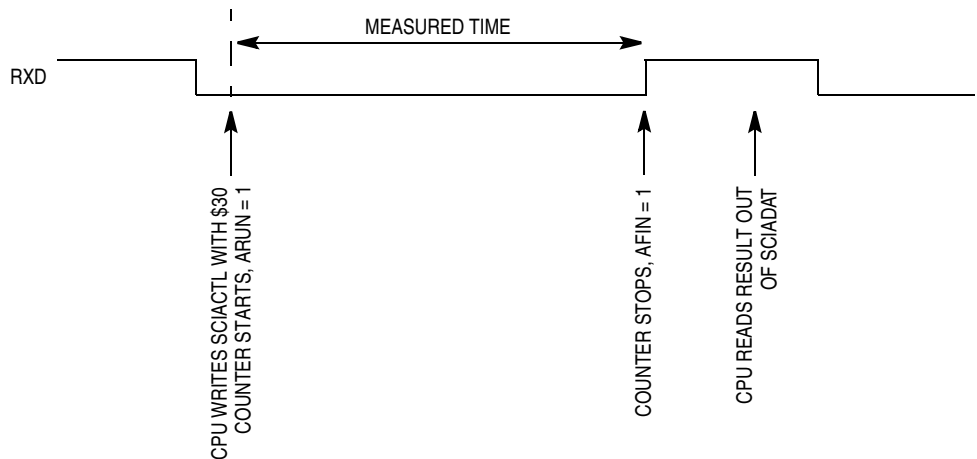 MEASURED TIME
RXD
CPU WRITES SCIACTL WITH $30
COUNTER STARTS, ARUN = 1
COUNTER STOPS, AFIN = 1
CPU READS RESULT OUT
OF SCIADAT